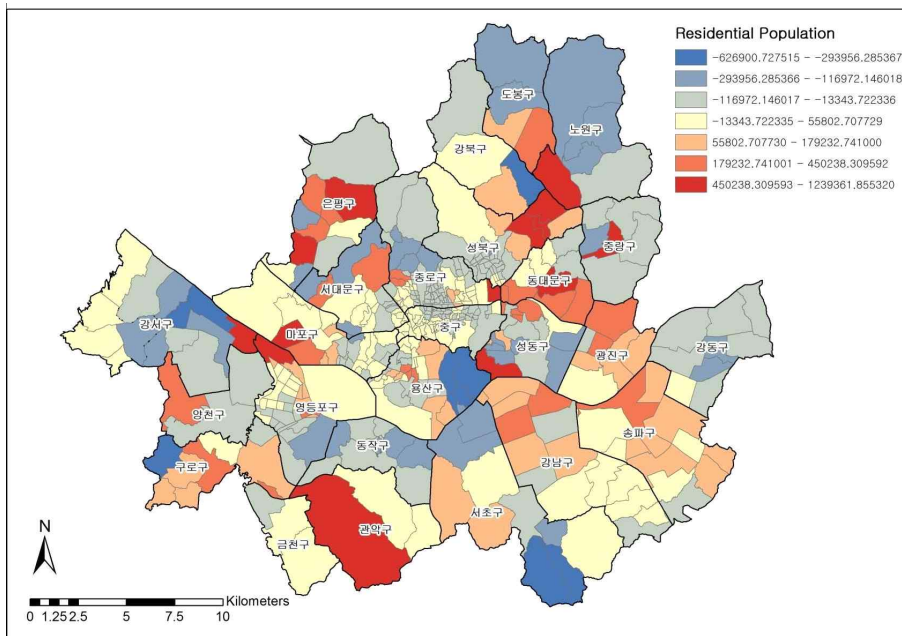 Residential Population
-626900.727515 - -293956.285367
-293956.285366 - -116972.146018
-116972.146017 - -13343.722336
-13343.722335 - 55802.707729
55802.707730 - 179232.741000
179232.741001 - 450238.309592
450238.309593 - 1239361.855320
도봉구
노원구
강북구
은평구
성북구
중랑구
종로구
서대문구
동대문구
강서구
마포구
중구
성동구
광진구
강동구
용산구
양천구
영등포구
송파구
동작구
강남구
구로구
서초구
관악구
금천구
N
Kilometers
0 1.25 2.5 5 7.5 10